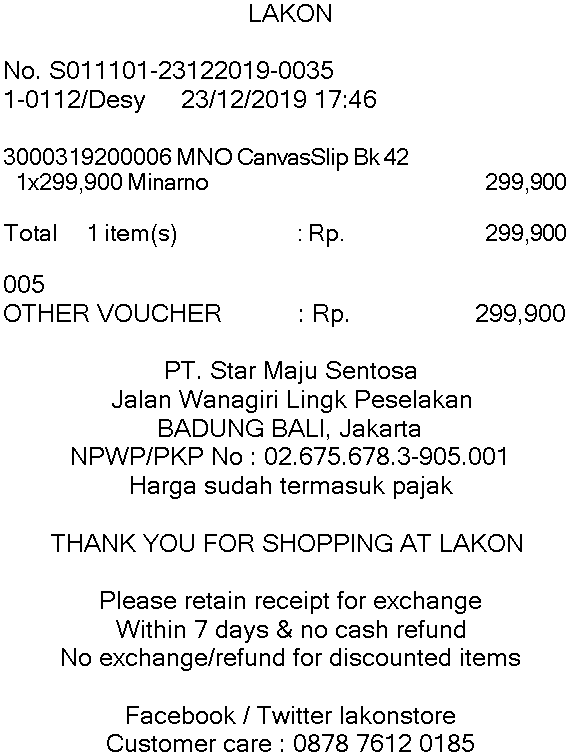 LAKON
No. S011101-23122019-0035
1-0112/Desy 23/12/2019 17:46
3000319200006 MNO CanvasSlip Bk 42
1x299,900 Minarno 299,900
Total 1 item(s) : Rp. 299,900
005
OTHER VOUCHER : Rp. 299,900
PT. Star Maju Sentosa
Jalan Wanagiri Lingk Peselakan
BADUNG BALI, Jakarta
NPWP/PKP No : 02.675.678.3-905.001
Harga sudah termasuk pajak
THANK YOU FOR SHOPPING AT LAKON
Please retain receipt for exchange
Within 7 days & no cash refund
No exchange/refund for discounted items
Facebook / Twitter lakonstore
Customer care : 0878 7612 0185